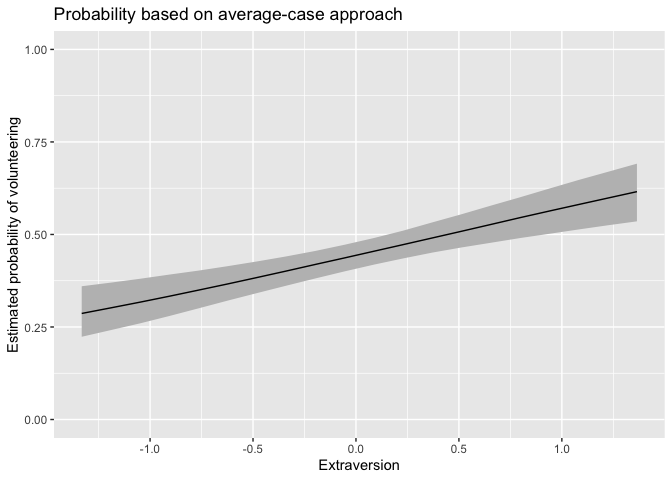 Probability based on average-case approach
1.00
0.75
0.50
0.25
0.00
Estimated probability of volunteering
-1.0 -0.5 0.0 0.5 1.0
Extraversion